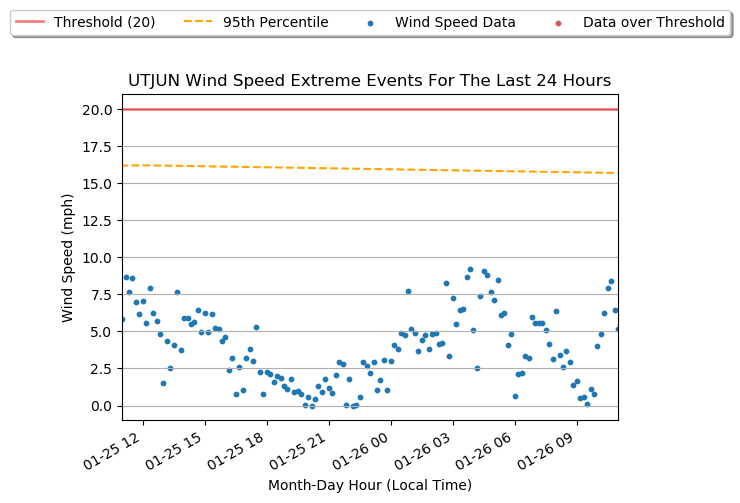 Threshold (20) 95th Percentile Wind Speed Data Data over Threshold
UTJUN Wind Speed Extreme Events For The Last 24 Hours
20.0
17.5
15.0
12.5
10.0
7.5
5.0
2.5
0.0
Wind Speed (mph)
01-25 12 01-25 15 01-25 18 01-25 21 01-26 00 01-26 03 01-26 06 01-26 09
Month-Day Hour (Local Time)